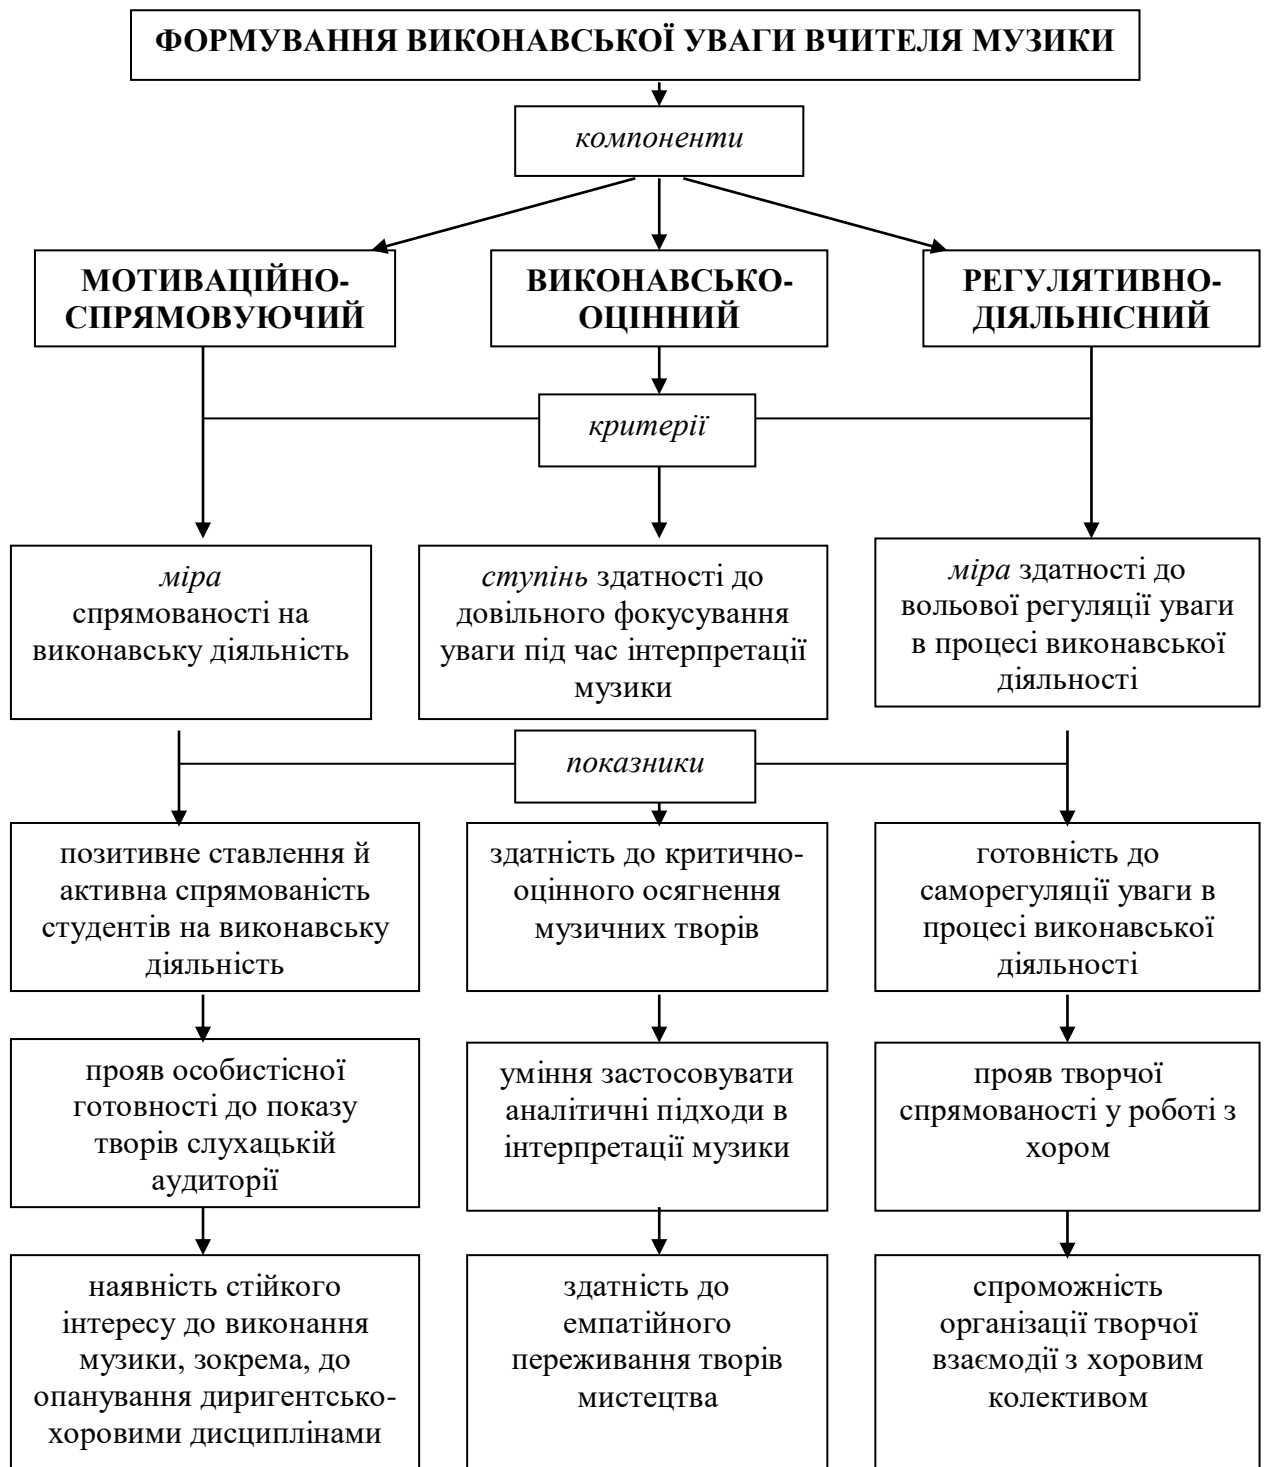 ФОРМУВАННЯ ВИКОНАВСЬКОЇ УВАГИ ВЧИТЕЛЯ МУЗИКИ
компоненти
МОТИВАЦІЙНО-
СПРЯМОВУЮЧИЙ
ВИКОНАВСЬКО-
ОЦІННИЙ
РЕГУЛЯТИВНО-
ДІЯЛЬНІСНИЙ
критерії
міра
спрямованості на
виконавську діяльність
ступінь здатності до
довільного фокусування
уваги під час інтерпретації
музики
міра здатності до
вольової регуляції уваги
в процесі виконавської
діяльності
показники
позитивне ставлення й
активна спрямованість
студентів на виконавську
діяльність
здатність до критично-
оцінного осягнення
музичних творів
готовність до
саморегуляції уваги в
процесі виконавської
діяльності
прояв особистісної
готовності до показу
творів слухацькій
аудиторії
уміння застосовувати
аналітичні підходи в
інтерпретації музики
прояв творчої
спрямованості у роботі з
хором
наявність стійкого
інтересу до виконання
музики, зокрема, до
опанування диригентсько-
хоровими дисциплінами
здатність до
емпатійного
переживання творів
мистецтва
спроможність
організації творчої
взаємодії з хоровим
колективом